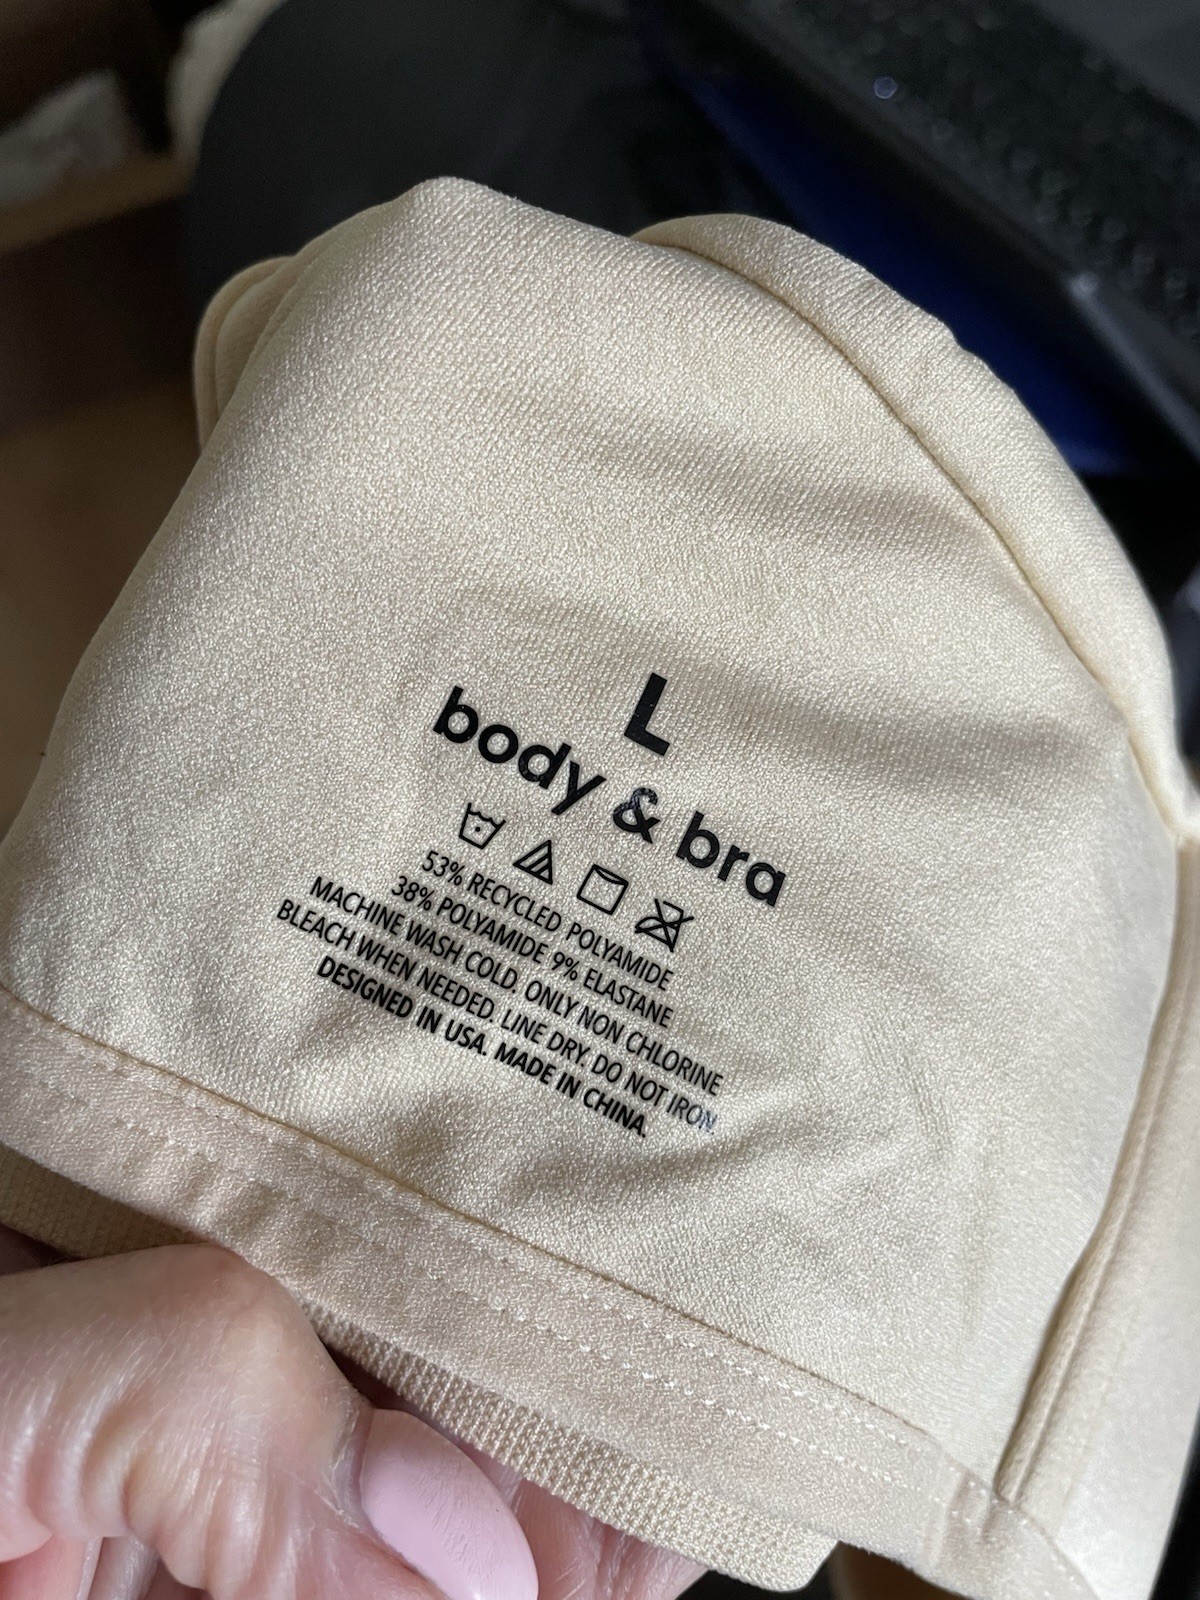 L
body & bra
53% RECYCLED POLYAMIDE
38% POLYAMIDE 9% ELASTANE
MACHINE WASH COLD. ONLY NON CHLORINE
BLEACH WHEN NEEDED. LINE DRY. DO NOT IRON.
DESIGNED IN USA. MADE IN CHINA.